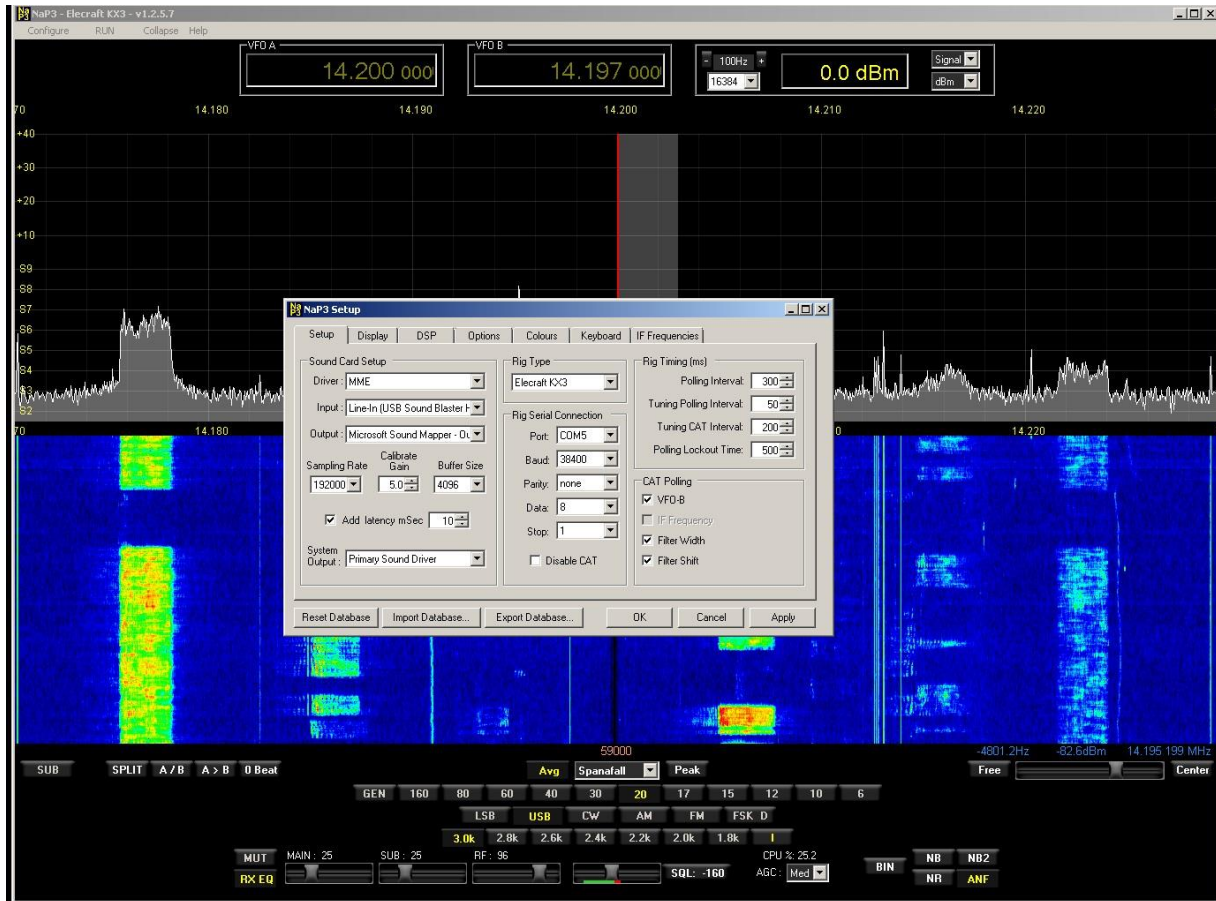 NaP3 - Elecraft KX3 - v1.2.5.7
Configure RUN Collapse Help
VFO A VFO B
14.200 000 14.197 000 - 100Hz + 16384 0.0 dBm Signal dBm
70 14.180 14.190 14.200 14.210 14.220
+40
+30
+20
+10
S9
S8
S7
S6
S5
S4
S3
S2
70 14.180 0 14.220
NaP3 Setup
Setup Display DSP Options Colours Keyboard IF Frequencies
Sound Card Setup
Driver: MME
Input: Line-In (USB Sound Blaster H
Output: Microsoft Sound Mapper - Ou
Sampling Rate Calibrate Gain Buffer Size
192000 5.0 4096
Add latency mSec 10
System Output: Primary Sound Driver
Rig Type
Elecraft KX3
Rig Serial Connection
Port: COM5
Baud: 38400
Parity: none
Data: 8
Stop: 1
Disable CAT
Rig Timing (ms)
Polling Interval: 300
Tuning Polling Interval: 50
Tuning CAT Interval: 200
Polling Lockout Time: 500
CAT Polling
VFO-B
IF Frequency
Filter Width
Filter Shift
Reset Database Import Database... Export Database... OK Cancel Apply
59000 -4801.2Hz -82.6dBm 14.195 199 MHz
SUB SPLIT A / B A > B 0 Beat Avg Spanafall Peak Free Center
GEN 160 80 60 40 30 20 17 15 12 10 6
LSB USB CW AM FM FSK D
3.0k 2.8k 2.6k 2.4k 2.2k 2.0k 1.8k I
MUT MAIN : 25 SUB : 25 RF : 96 CPU %: 25.2 NB NB2
RX EQ SQL: -160 AGC : Med BIN NR ANF